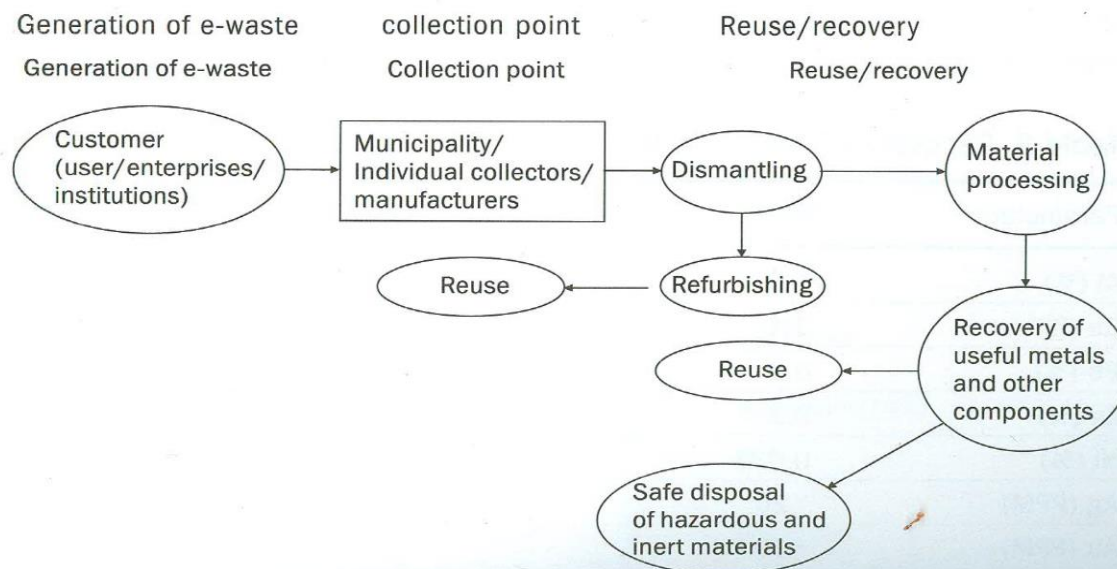 Generation of e-waste collection point Reuse/recovery
Generation of e-waste Collection point Reuse/recovery
Customer
(user/enterprises/
institutions)
Municipality/
Individual collectors/
manufacturers
Dismantling
Material
processing
Reuse
Refurbishing
Recovery of
useful metals
and other
components
Reuse
Safe disposal
of hazardous and
inert materials